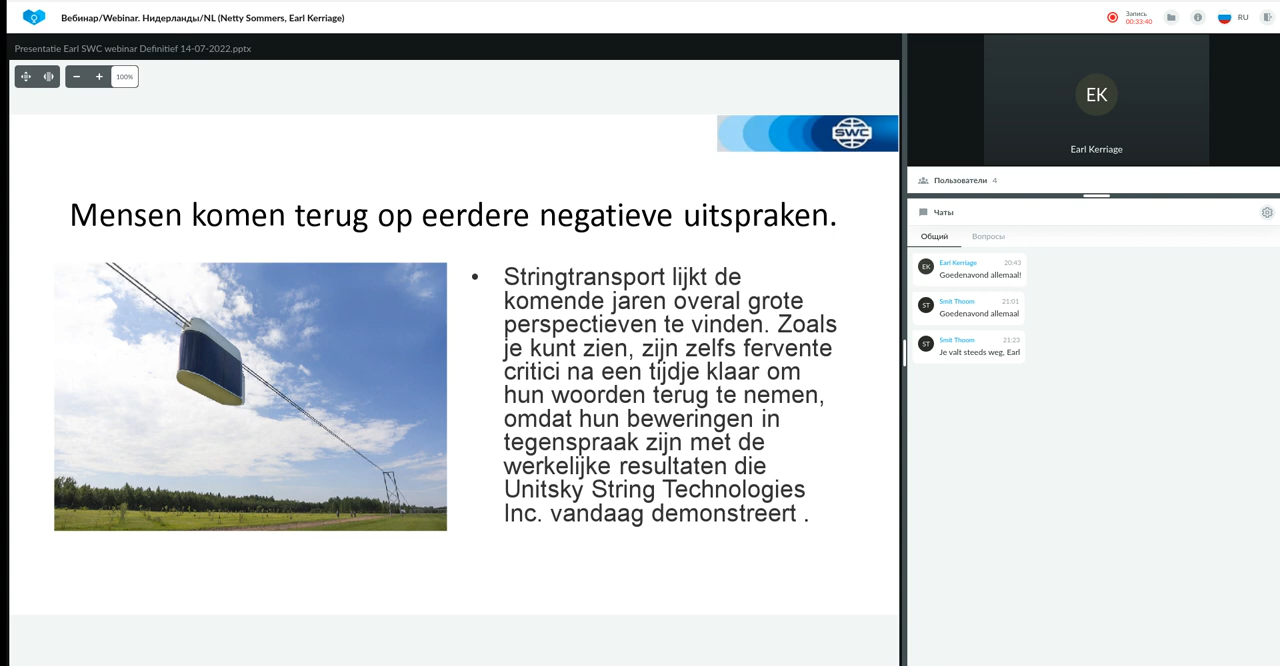 Вебинар/Webinar. Нидерланды/NL (Netty Sommers, Earl Kerriage)
Запись
00:33:40
RU
Presentatie Earl SWC webinar Definitief 14-07-2022.pptx
100%
SWC
Mensen komen terug op eerdere negatieve uitspraken.
• Stringtransport lijkt de
komende jaren overal grote
perspectieven te vinden. Zoals
je kunt zien, zijn zelfs fervente
critici na een tijdje klaar om
hun woorden terug te nemen,
omdat hun beweringen in
tegenspraak zijn met de
werkelijke resultaten die
Unitsky String Technologies
Inc. vandaag demonstreert .
EK
Earl Kerriage
Пользователи 4
Чаты
Общий Вопросы
EK Earl Kerriage 20:43
Goedenavond allemaal!
ST Smit Thoom 21:01
Goedenavond allemaal
ST Smit Thoom 21:23
Je valt steeds weg, Earl